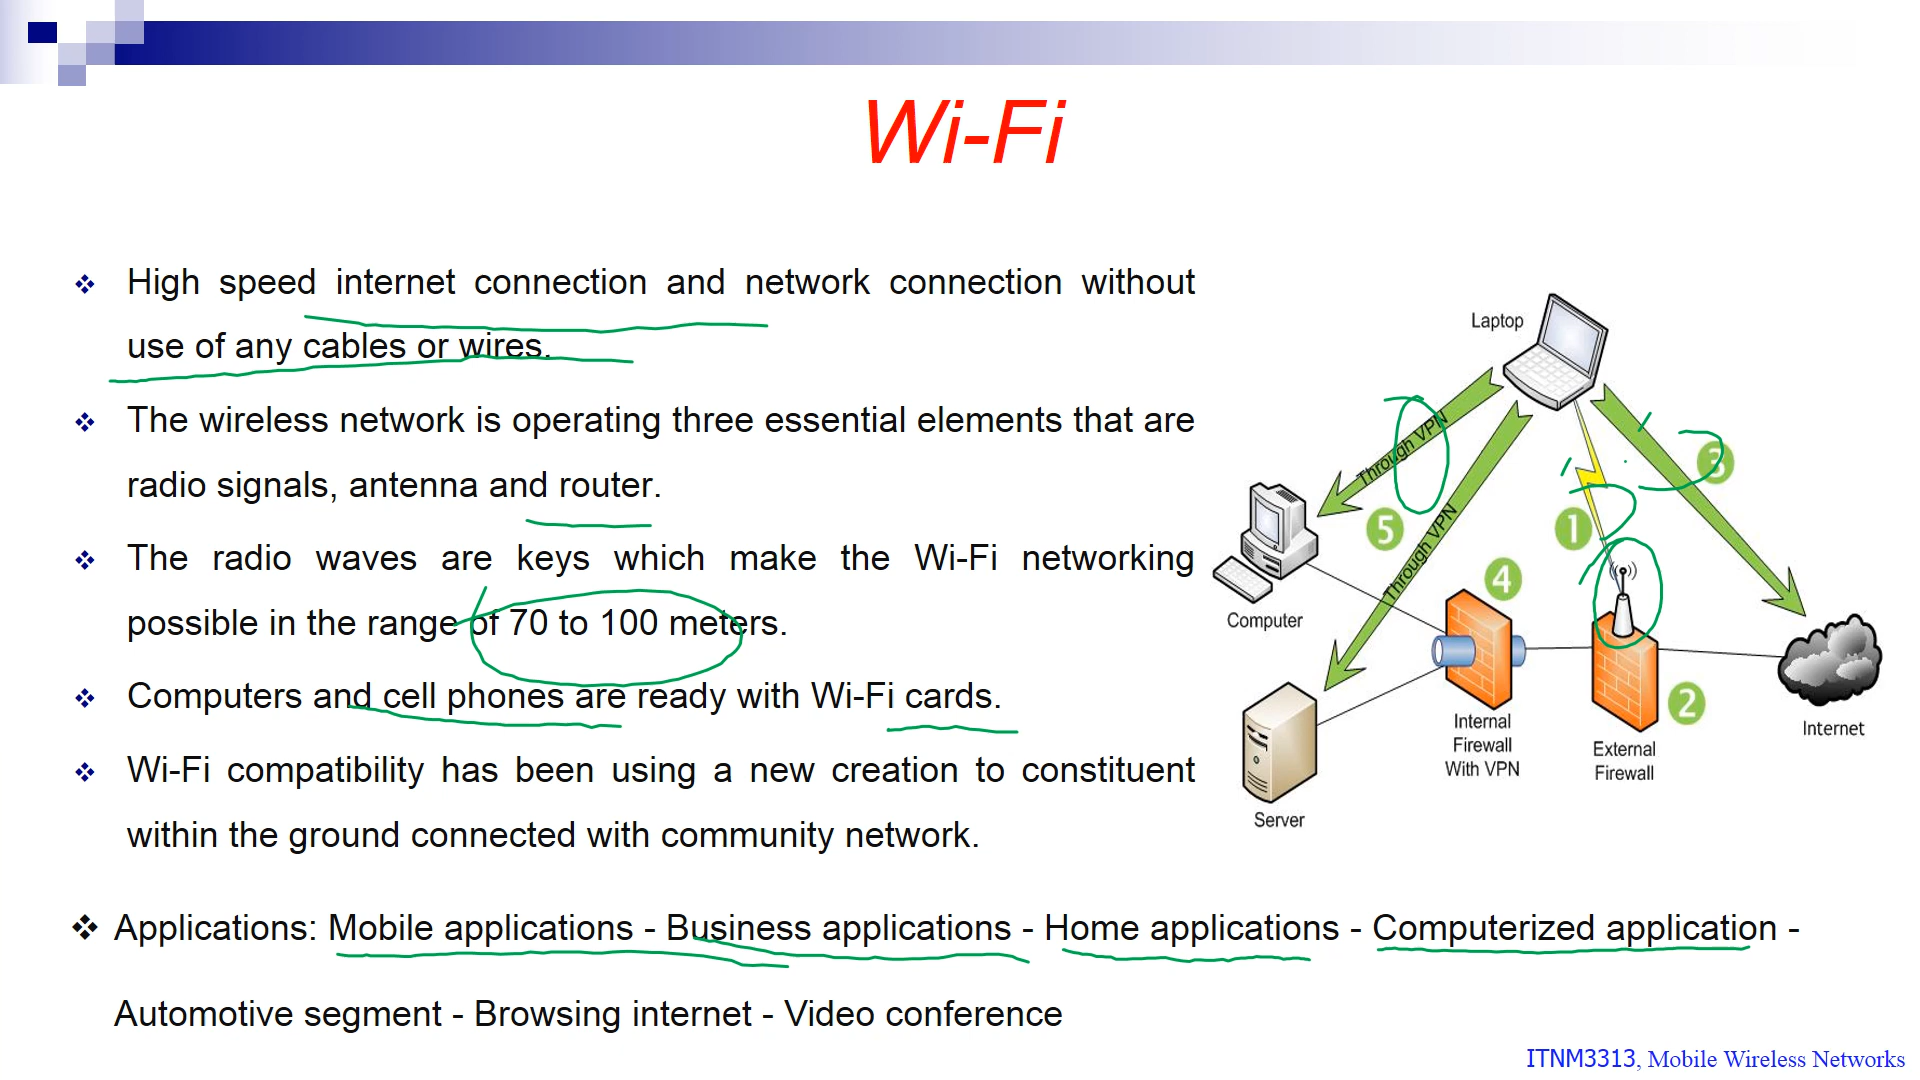 Wi-Fi
❖ High speed internet connection and network connection without
use of any cables or wires.
❖ The wireless network is operating three essential elements that are
radio signals, antenna and router.
❖ The radio waves are keys which make the Wi-Fi networking
possible in the range of 70 to 100 meters.
❖ Computers and cell phones are ready with Wi-Fi cards.
❖ Wi-Fi compatibility has been using a new creation to constituent
within the ground connected with community network.
❖ Applications: Mobile applications - Business applications - Home applications - Computerized application -
Automotive segment - Browsing internet - Video conference
Laptop
Through VPN
3
5
1
Through VPN
4
Computer
2
Internal
Firewall
With VPN
External
Firewall
Internet
Server
ITNM3313, Mobile Wireless Networks